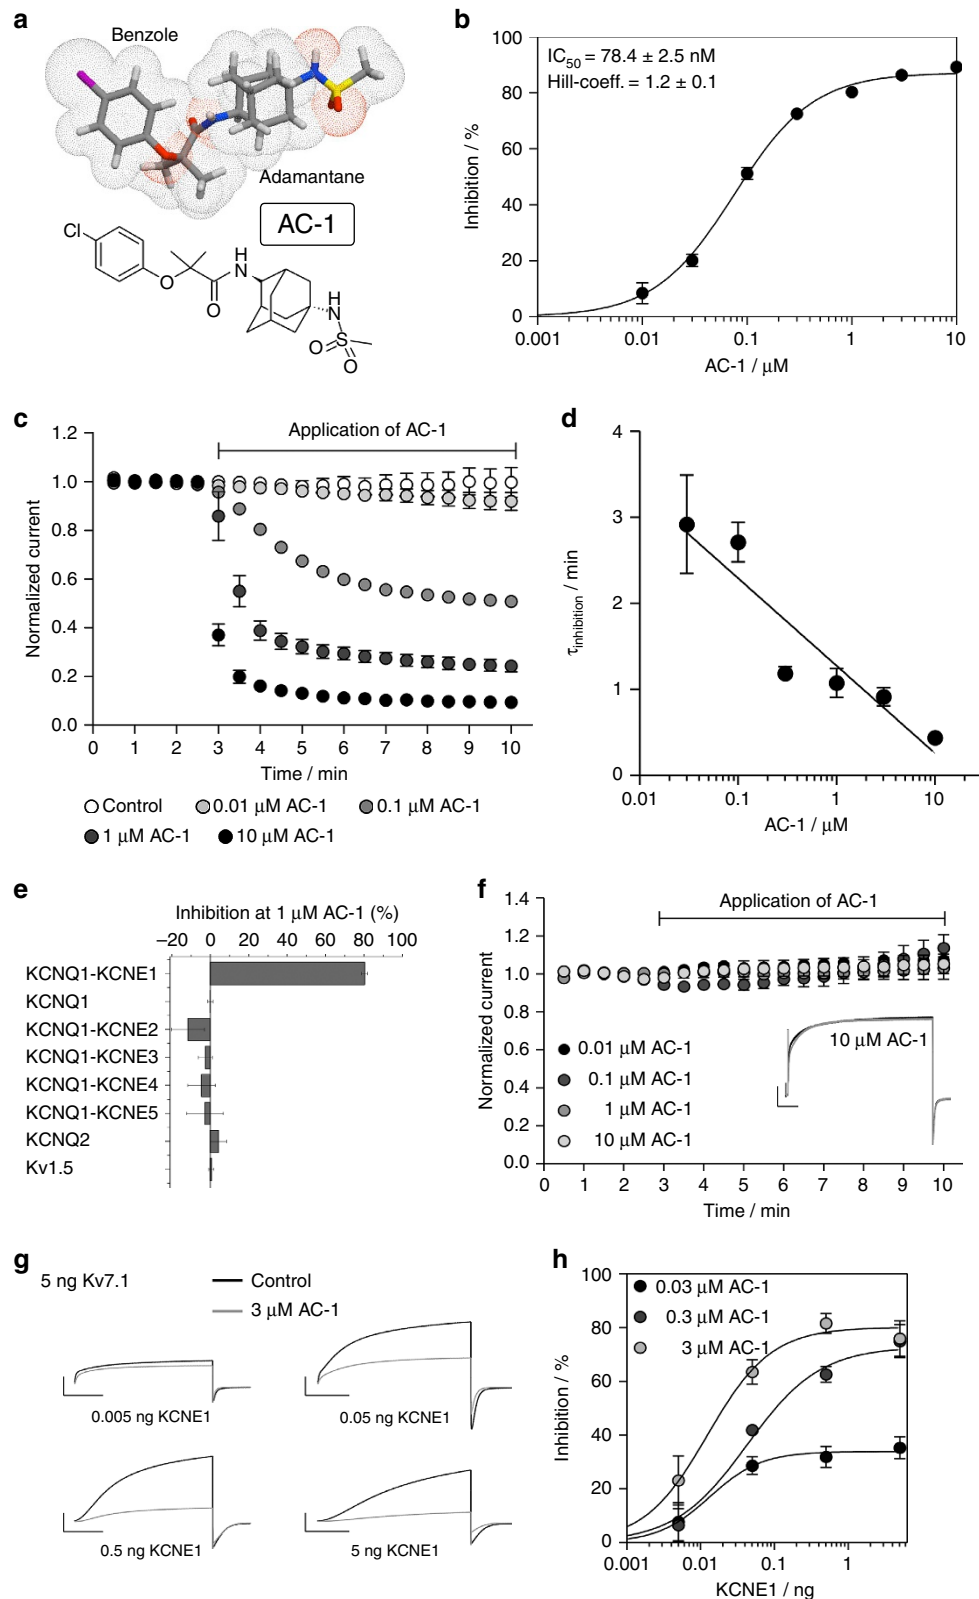 a
Benzole
Adamantane
AC-1
Cl
O
O
H
N
H
N
S
O
O
b
IC50 = 78.4 ± 2.5 nM
Hill-coeff. = 1.2 ± 0.1
Inhibition / %
100
80
60
40
20
0
0.001
0.01
0.1
1
10
AC-1 / μM
c
Application of AC-1
Normalized current
1.2
1.0
0.8
0.6
0.4
0.2
0.0
0 1 2 3 4 5 6 7 8 9 10
Time / min
Control
0.01 μM AC-1
0.1 μM AC-1
1 μM AC-1
10 μM AC-1
d
τinhibition / min
4
3
2
1
0
0.01
0.1
1
10
AC-1 / μM
e
Inhibition at 1 μM AC-1 (%)
−20 0 20 40 60 80 100
KCNQ1-KCNE1
KCNQ1
KCNQ1-KCNE2
KCNQ1-KCNE3
KCNQ1-KCNE4
KCNQ1-KCNE5
KCNQ2
Kv1.5
f
Application of AC-1
Normalized current
1.4
1.2
1.0
0.8
0.6
0.4
0.2
0.0
10 μM AC-1
0.01 μM AC-1
0.1 μM AC-1
1 μM AC-1
10 μM AC-1
0 1 2 3 4 5 6 7 8 9 10
Time / min
g
5 ng Kv7.1
Control
3 μM AC-1
0.005 ng KCNE1
0.05 ng KCNE1
0.5 ng KCNE1
5 ng KCNE1
h
0.03 μM AC-1
0.3 μM AC-1
3 μM AC-1
Inhibition / %
100
80
60
40
20
0
0.001
0.01
0.1
1
KCNE1 / ng